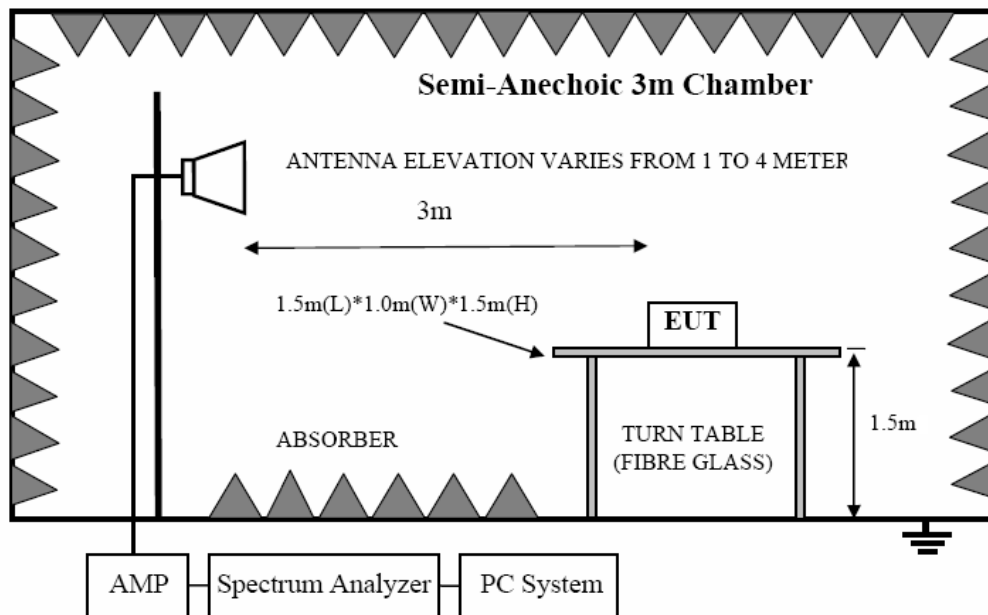 Semi-Anechoic 3m Chamber
ANTENNA ELEVATION VARIES FROM 1 TO 4 METER
3m
1.5m(L)*1.0m(W)*1.5m(H)
EUT
1.5m
ABSORBER
TURN TABLE
(FIBRE GLASS)
AMP
Spectrum Analyzer
PC System